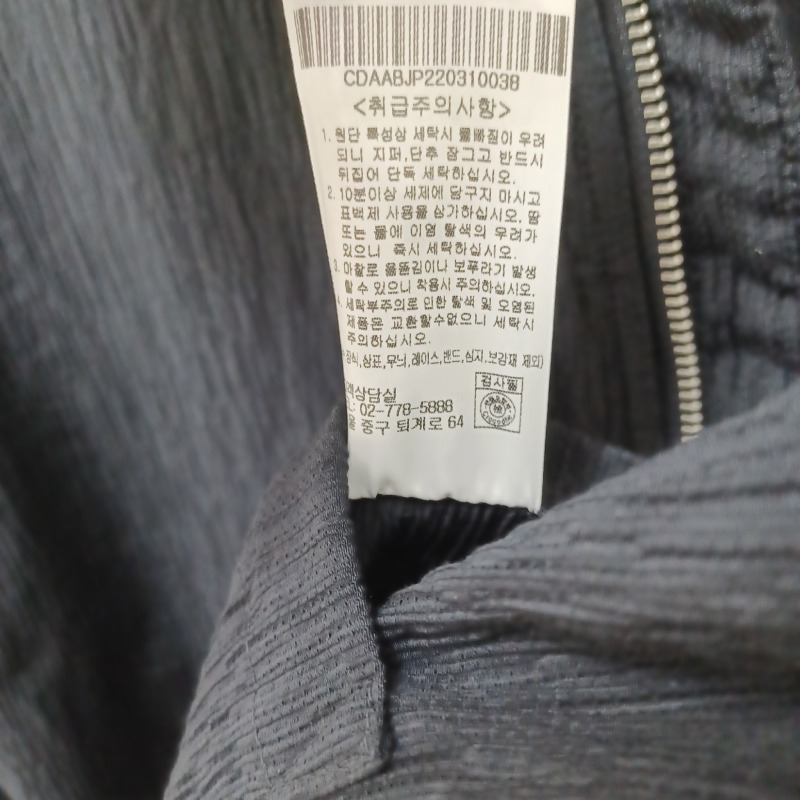 CDAABJP220310038
<취급주의사항>
1. 원단 특성상 세탁시 물빠짐이 우려
되니 지퍼,단추 잠그고 반드시
뒤집어 단독 세탁하십시오.
2. 10분이상 세제에 담구지 마시고
표백제 사용을 삼가하십시오. 땀
또는 물에 이염 탈색의 우려가
있으니 즉시 세탁하십시오.
3. 마찰로 올뜯김이나 보푸라기 발생
할수 있으니 착용시 주의하십시오.
4. 세탁부주의로 인한 탈색 및 오염된
제품은 교환할수없으니 세탁시
주의하십시오.
장식,상표,무늬,레이스,밴드,심지,보강재 제외)
객상담실
: 02-778-5888
울 중구 퇴계로 64
검사필
Crocodile